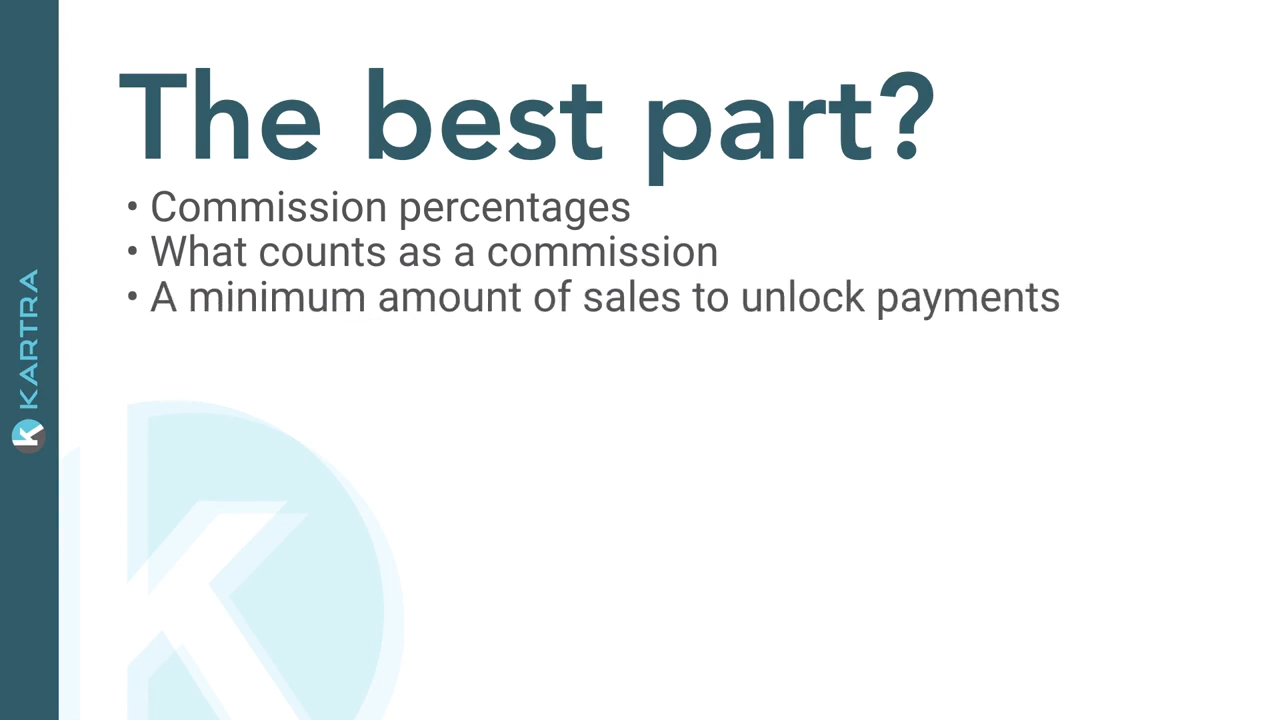 The best part?
• Commission percentages
• What counts as a commission
• A minimum amount of sales to unlock payments
KARTRA